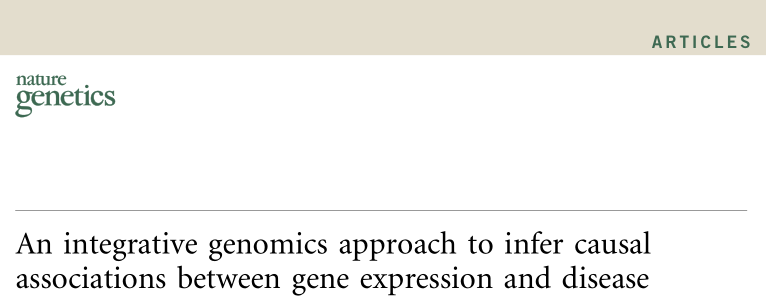 ARTICLES
nature
genetics
An integrative genomics approach to infer causal
associations between gene expression and disease